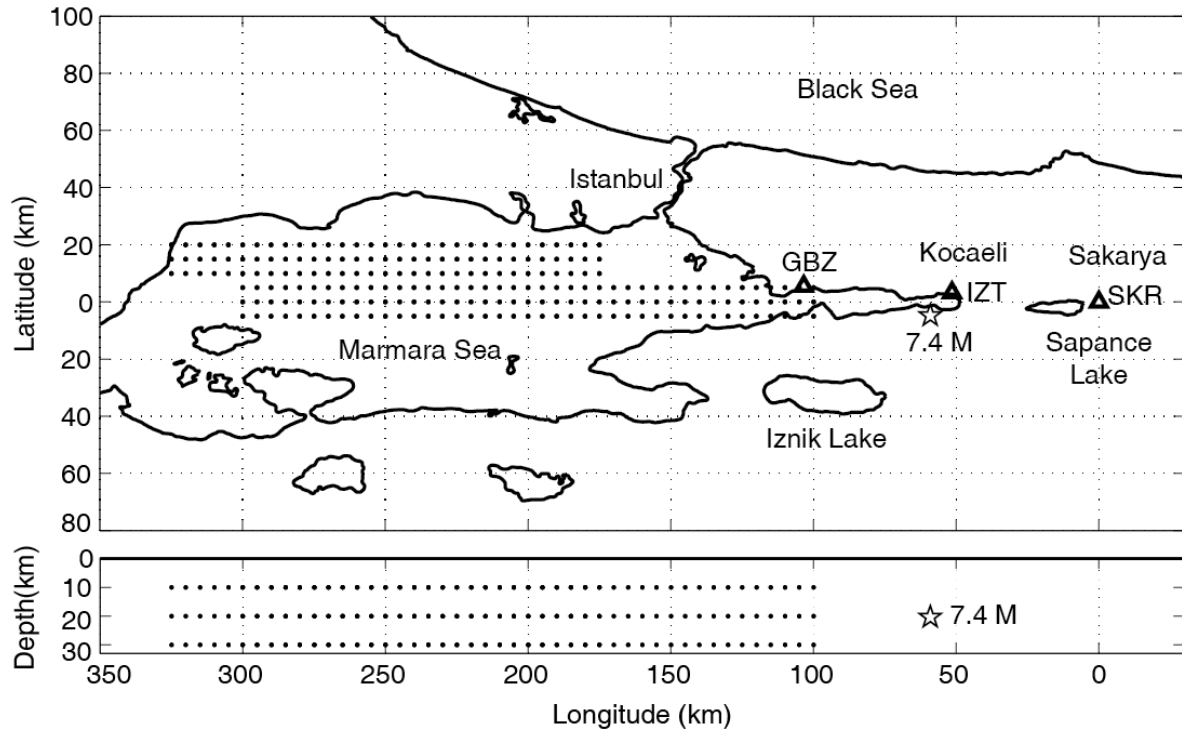 100
80
60
40
20
0
20
40
60
80
Latitude (km)
Black Sea
Istanbul
GBZ
Kocaeli
IZT
Sakarya
SKR
7.4 M
Sapance
Lake
Marmara Sea
Iznik Lake
0
10
20
30
Depth(km)
7.4 M
350 300 250 200 150 100 50 0
Longitude (km)